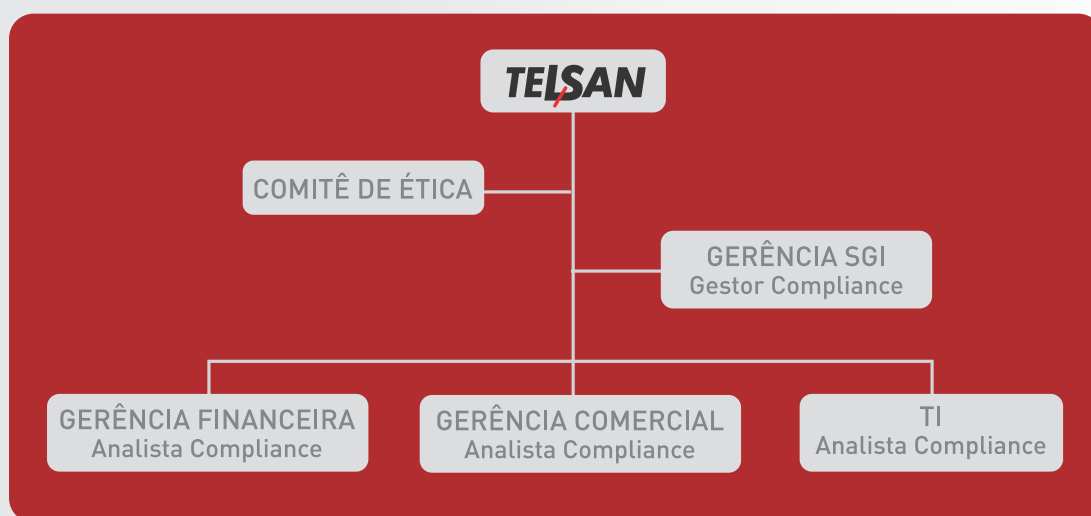 TELSAN
COMITÊ DE ÉTICA
GERÊNCIA SGI
Gestor Compliance
GERÊNCIA FINANCEIRA
Analista Compliance
GERÊNCIA COMERCIAL
Analista Compliance
TI
Analista Compliance